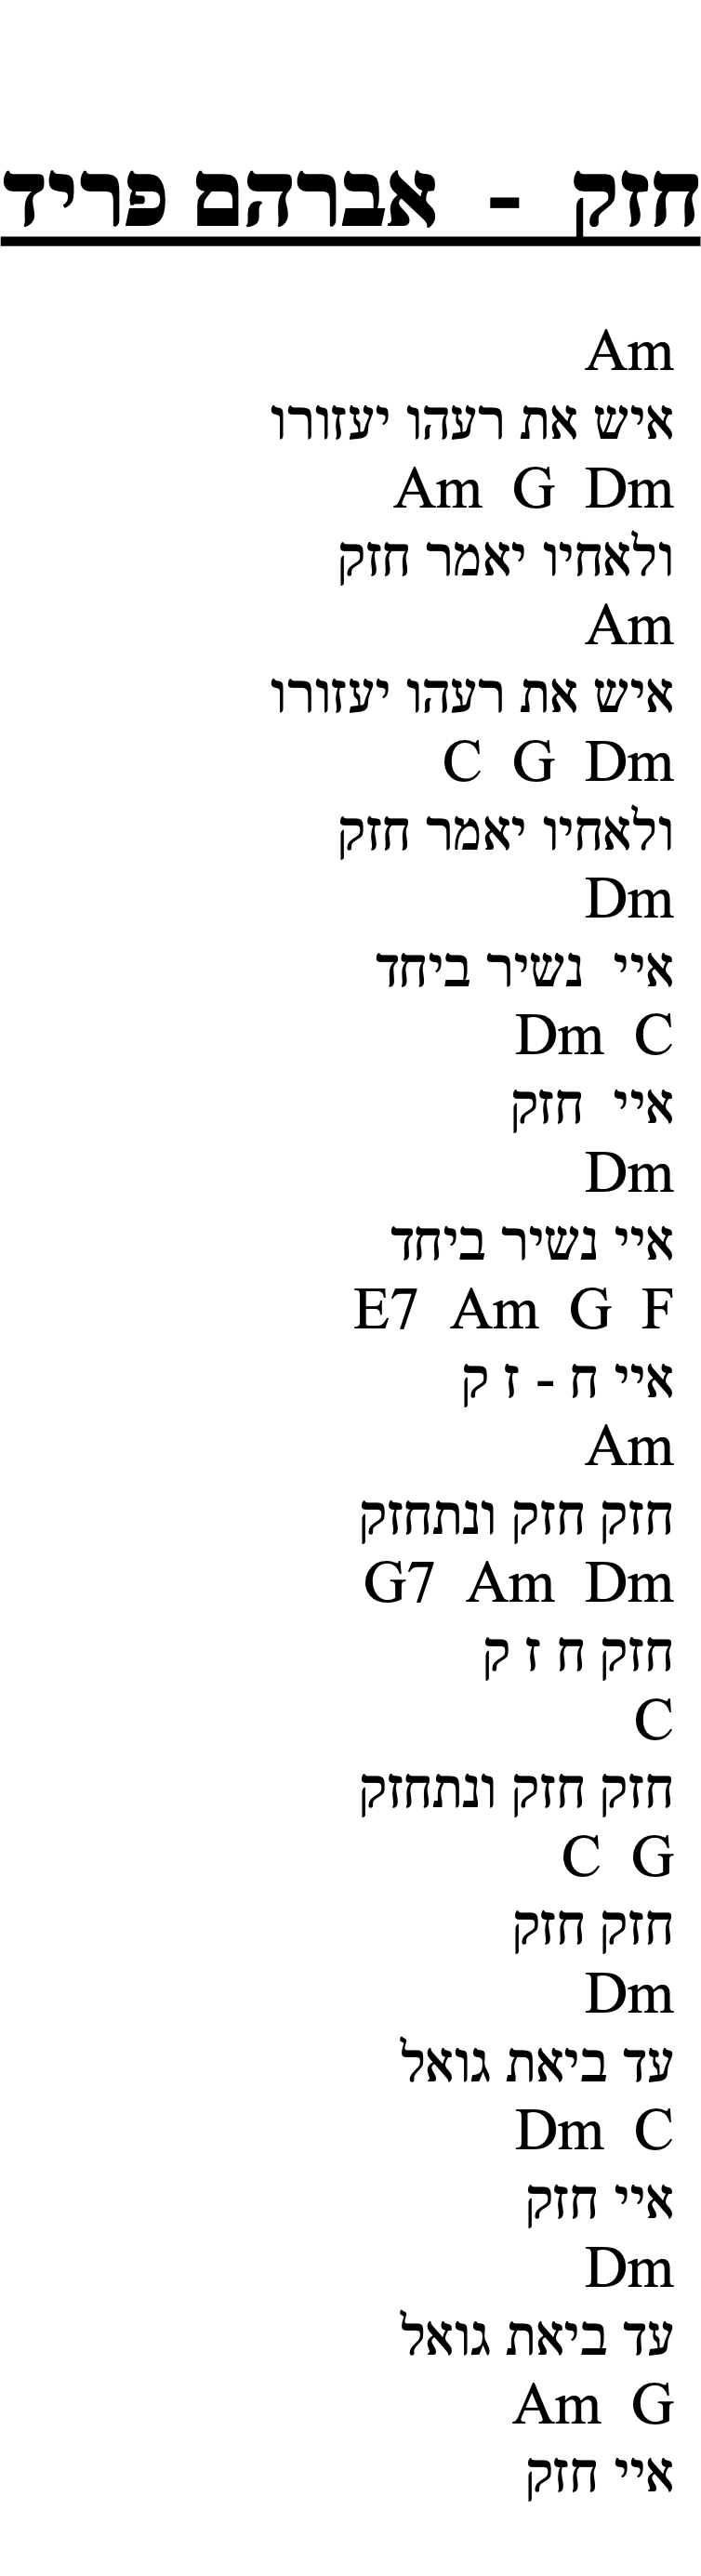 חזק - אברהם פריד
Am
איש את רעהו יעזורו
Am G Dm
ולאחיו יאמר חזק
Am
איש את רעהו יעזורו
C G Dm
ולאחיו יאמר חזק
Dm
איי נשיר ביחד
Dm C
איי חזק
Dm
איי נשיר ביחד
E7 Am G F
איי ח - ז ק
Am
חזק חזק ונתחזק
G7 Am Dm
חזק ח ז ק
C
חזק חזק ונתחזק
C G
חזק חזק
Dm
עד ביאת גואל
Dm C
איי חזק
Dm
עד ביאת גואל
Am G
איי חזק